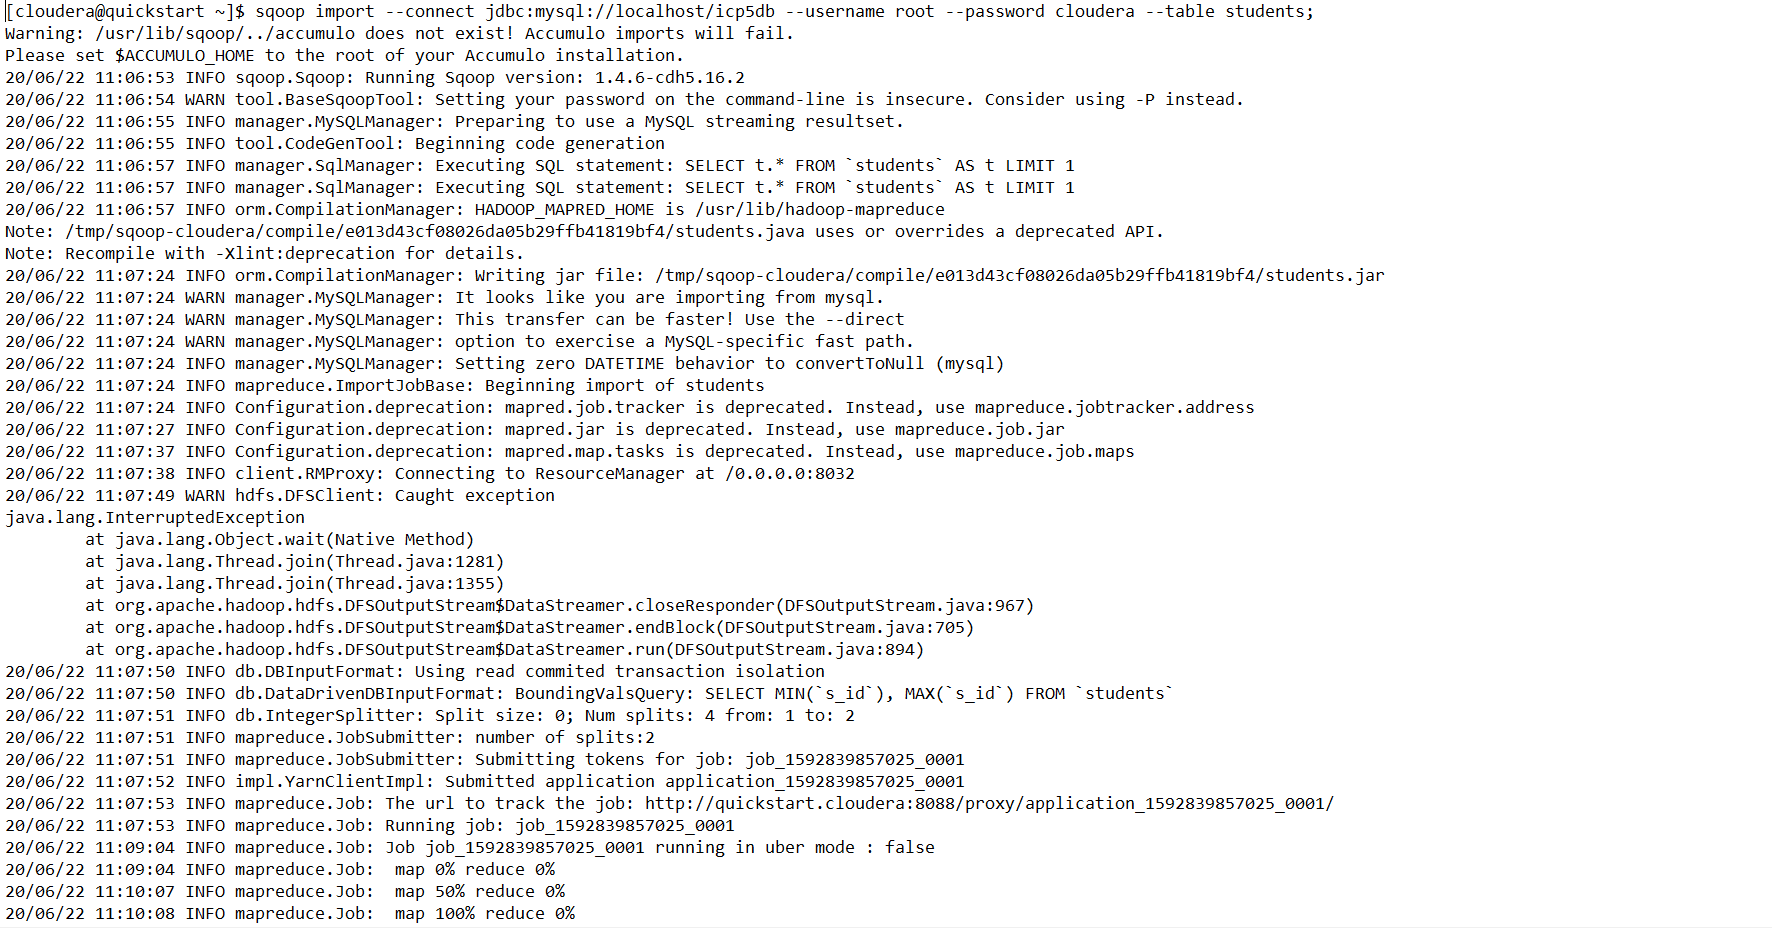 [cloudera@quickstart ~]$ sqoop import --connect jdbc:mysql://localhost/icp5db --username root --password cloudera --table students;
Warning: /usr/lib/sqoop/../accumulo does not exist! Accumulo imports will fail.
Please set $ACCUMULO_HOME to the root of your Accumulo installation.
20/06/22 11:06:53 INFO sqoop.Sqoop: Running Sqoop version: 1.4.6-cdh5.16.2
20/06/22 11:06:54 WARN tool.BaseSqoopTool: Setting your password on the command-line is insecure. Consider using -P instead.
20/06/22 11:06:55 INFO manager.MySQLManager: Preparing to use a MySQL streaming resultset.
20/06/22 11:06:55 INFO tool.CodeGenTool: Beginning code generation
20/06/22 11:06:57 INFO manager.SqlManager: Executing SQL statement: SELECT t.* FROM `students` AS t LIMIT 1
20/06/22 11:06:57 INFO manager.SqlManager: Executing SQL statement: SELECT t.* FROM `students` AS t LIMIT 1
20/06/22 11:06:57 INFO orm.CompilationManager: HADOOP_MAPRED_HOME is /usr/lib/hadoop-mapreduce
Note: /tmp/sqoop-cloudera/compile/e013d43cf08026da05b29ffb41819bf4/students.java uses or overrides a deprecated API.
Note: Recompile with -Xlint:deprecation for details.
20/06/22 11:07:24 INFO orm.CompilationManager: Writing jar file: /tmp/sqoop-cloudera/compile/e013d43cf08026da05b29ffb41819bf4/students.jar
20/06/22 11:07:24 WARN manager.MySQLManager: It looks like you are importing from mysql.
20/06/22 11:07:24 WARN manager.MySQLManager: This transfer can be faster! Use the --direct
20/06/22 11:07:24 WARN manager.MySQLManager: option to exercise a MySQL-specific fast path.
20/06/22 11:07:24 INFO manager.MySQLManager: Setting zero DATETIME behavior to convertToNull (mysql)
20/06/22 11:07:24 INFO mapreduce.ImportJobBase: Beginning import of students
20/06/22 11:07:24 INFO Configuration.deprecation: mapred.job.tracker is deprecated. Instead, use mapreduce.jobtracker.address
20/06/22 11:07:27 INFO Configuration.deprecation: mapred.jar is deprecated. Instead, use mapreduce.job.jar
20/06/22 11:07:37 INFO Configuration.deprecation: mapred.map.tasks is deprecated. Instead, use mapreduce.job.maps
20/06/22 11:07:38 INFO client.RMProxy: Connecting to ResourceManager at /0.0.0.0:8032
20/06/22 11:07:49 WARN hdfs.DFSClient: Caught exception
java.lang.InterruptedException
at java.lang.Object.wait(Native Method)
at java.lang.Thread.join(Thread.java:1281)
at java.lang.Thread.join(Thread.java:1355)
at org.apache.hadoop.hdfs.DFSOutputStream$DataStreamer.closeResponder(DFSOutputStream.java:967)
at org.apache.hadoop.hdfs.DFSOutputStream$DataStreamer.endBlock(DFSOutputStream.java:705)
at org.apache.hadoop.hdfs.DFSOutputStream$DataStreamer.run(DFSOutputStream.java:894)
20/06/22 11:07:50 INFO db.DBInputFormat: Using read commited transaction isolation
20/06/22 11:07:50 INFO db.DataDrivenDBInputFormat: BoundingValsQuery: SELECT MIN(`s_id`), MAX(`s_id`) FROM `students`
20/06/22 11:07:51 INFO db.IntegerSplitter: Split size: 0; Num splits: 4 from: 1 to: 2
20/06/22 11:07:51 INFO mapreduce.JobSubmitter: number of splits:2
20/06/22 11:07:51 INFO mapreduce.JobSubmitter: Submitting tokens for job: job_1592839857025_0001
20/06/22 11:07:52 INFO impl.YarnClientImpl: Submitted application application_1592839857025_0001
20/06/22 11:07:53 INFO mapreduce.Job: The url to track the job: http://quickstart.cloudera:8088/proxy/application_1592839857025_0001/
20/06/22 11:07:53 INFO mapreduce.Job: Running job: job_1592839857025_0001
20/06/22 11:09:04 INFO mapreduce.Job: Job job_1592839857025_0001 running in uber mode : false
20/06/22 11:09:04 INFO mapreduce.Job:  map 0% reduce 0%
20/06/22 11:10:07 INFO mapreduce.Job:  map 50% reduce 0%
20/06/22 11:10:08 INFO mapreduce.Job:  map 100% reduce 0%